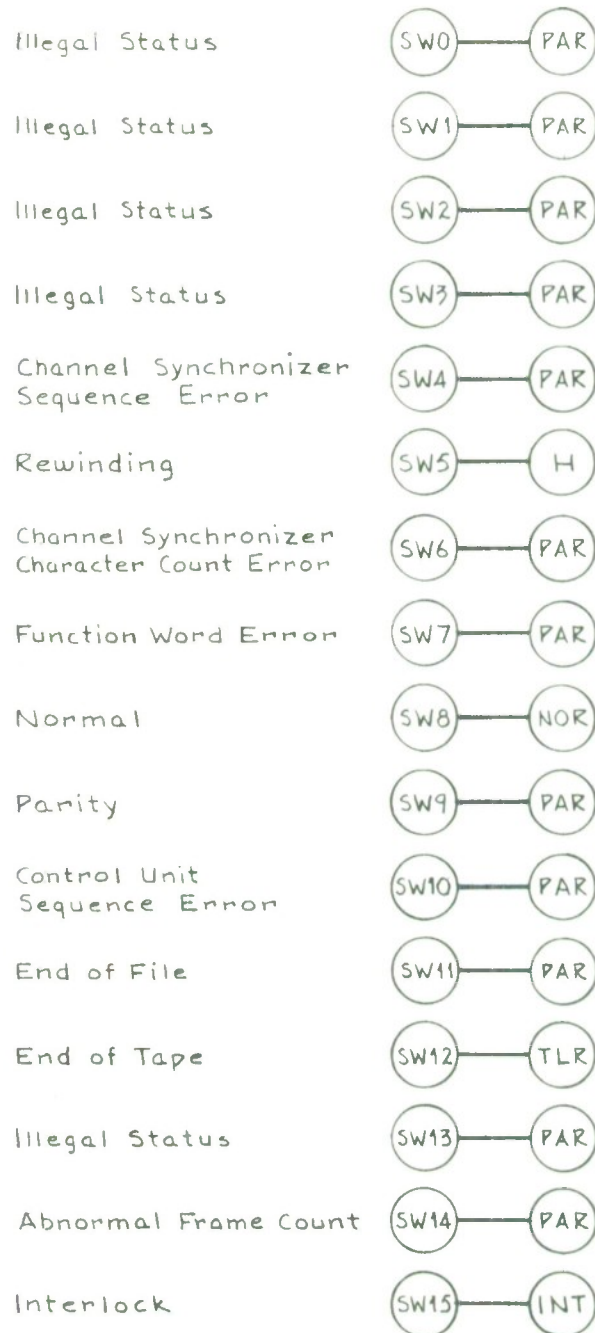 Illegal Status SW0 PAR
Illegal Status SW1 PAR
Illegal Status SW2 PAR
Illegal Status SW3 PAR
Channel Synchronizer
Sequence Error SW4 PAR
Rewinding SW5 H
Channel Synchronizer
Character Count Error SW6 PAR
Function Word Error SW7 PAR
Normal SW8 NOR
Parity SW9 PAR
Control Unit
Sequence Error SW10 PAR
End of File SW11 PAR
End of Tape SW12 TLR
Illegal Status SW13 PAR
Abnormal Frame Count SW14 PAR
Interlock SW15 INT